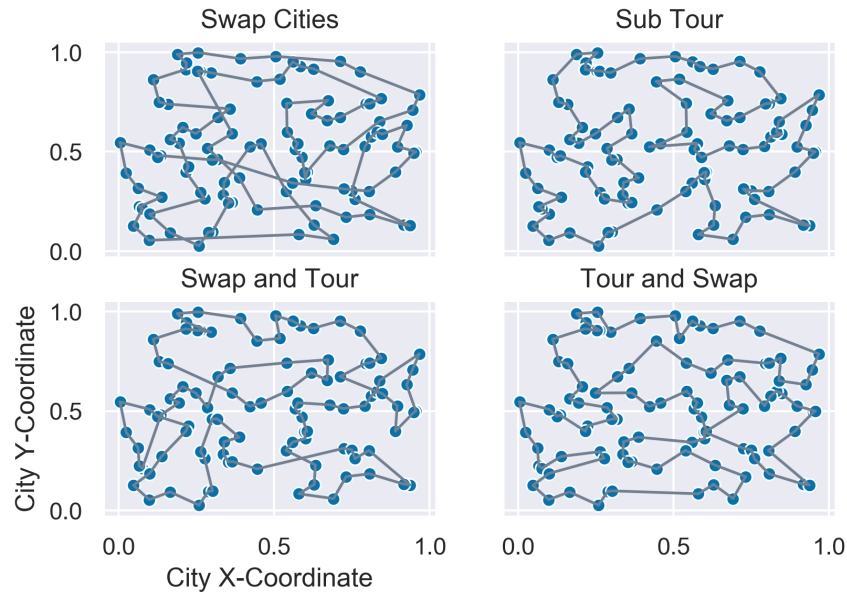 Swap Cities
Sub Tour
1.0
0.5
0.0
Swap and Tour
Tour and Swap
1.0
0.5
0.0
City Y-Coordinate
0.0 0.5 1.0
0.0 0.5 1.0
City X-Coordinate